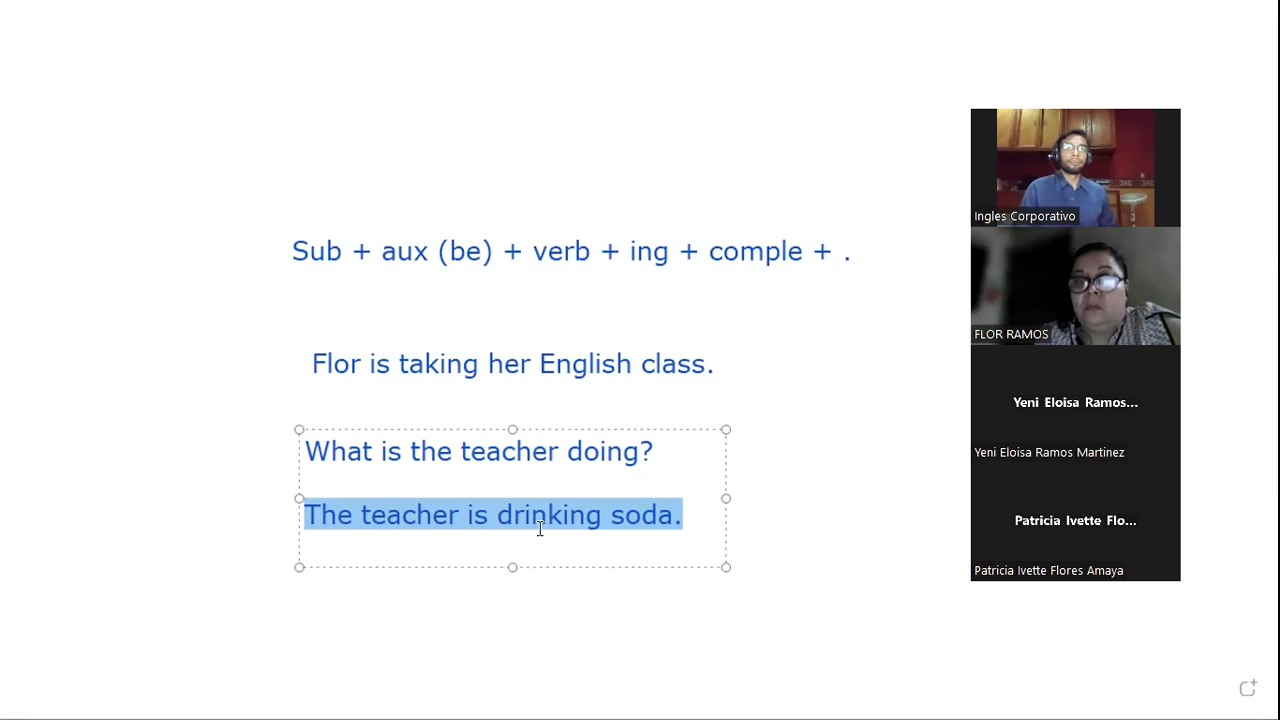 Sub + aux (be) + verb + ing + comple + .
Flor is taking her English class.
What is the teacher doing?
The teacher is drinking soda.
Ingles Corporativo
FLOR RAMOS
Yeni Eloisa Ramos...
Yeni Eloisa Ramos Martinez
Patricia Ivette Flo...
Patricia Ivette Flores Amaya